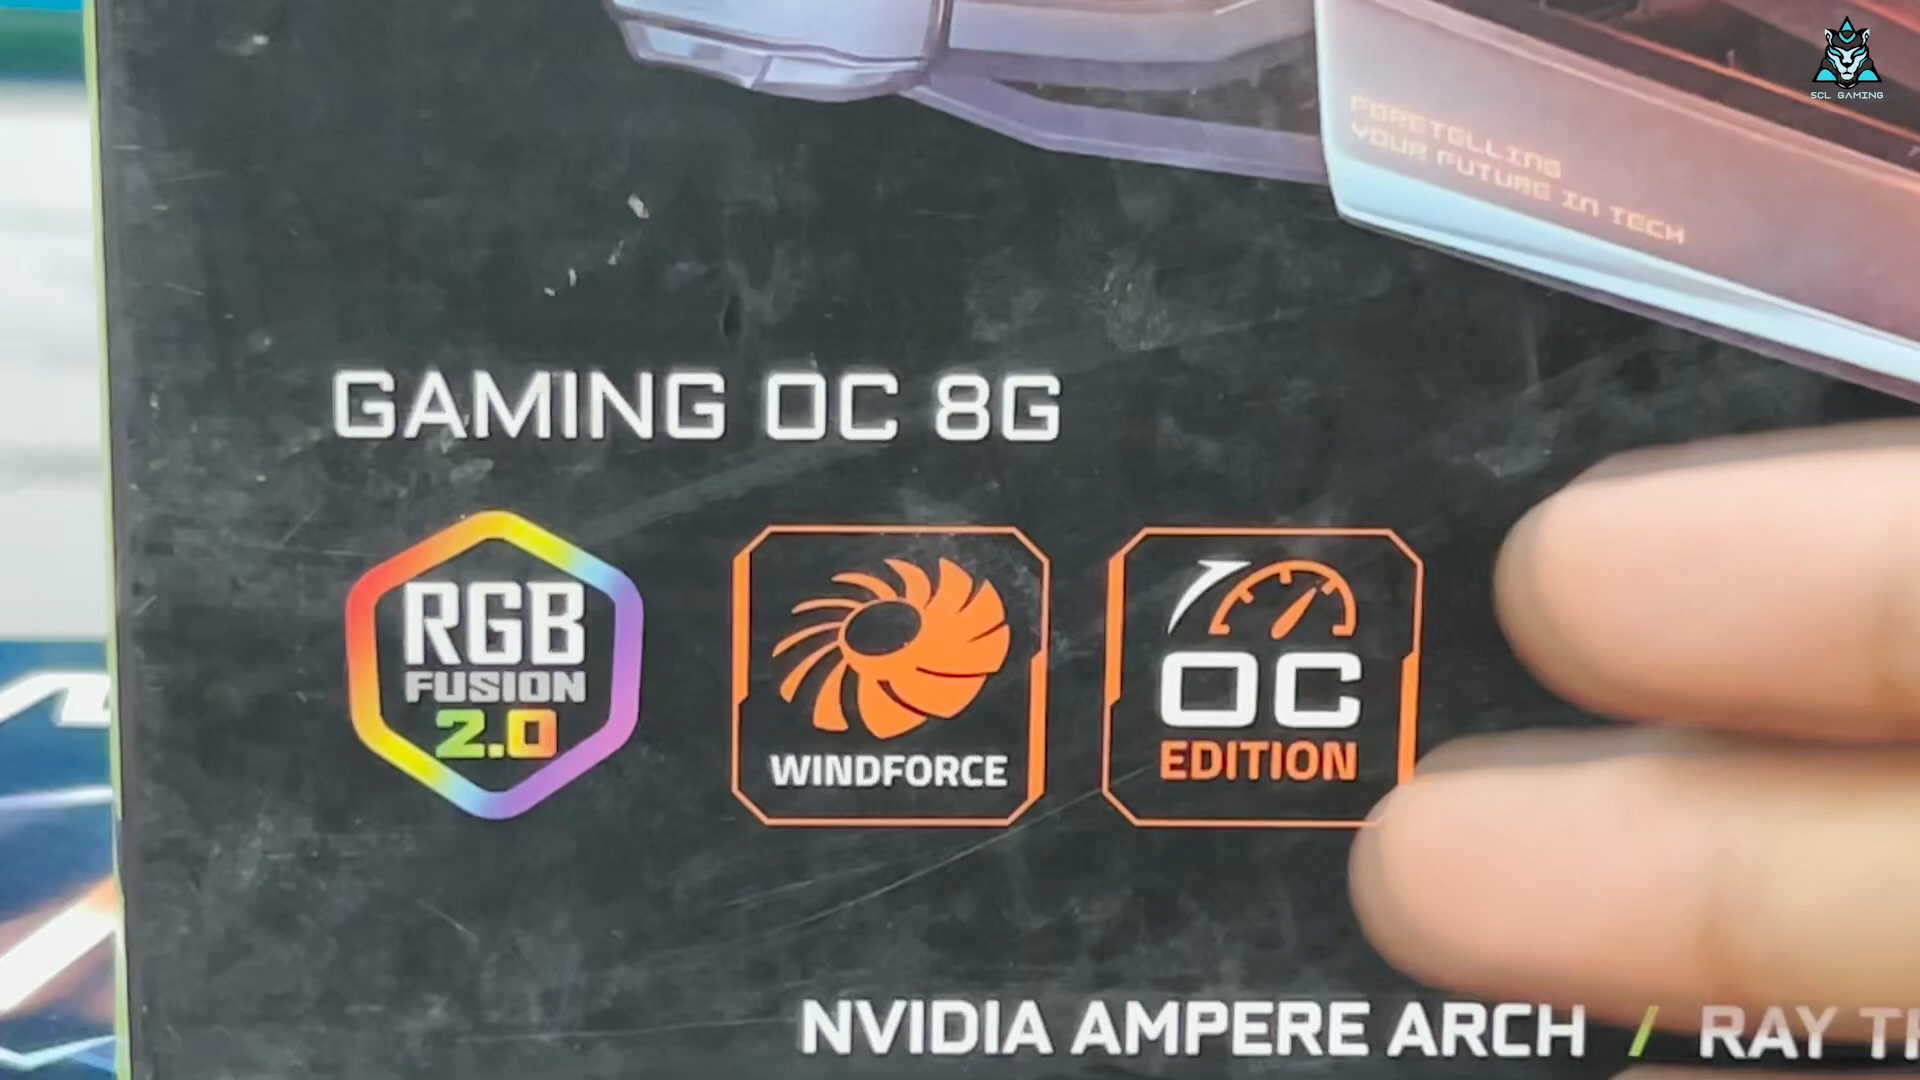 SCL GAMING
FORETELLING
YOUR FUTURE IN TECH
GAMING OC 8G
RGB
FUSION
2.0
WINDFORCE
OC
EDITION
NVIDIA AMPERE ARCH / RAY